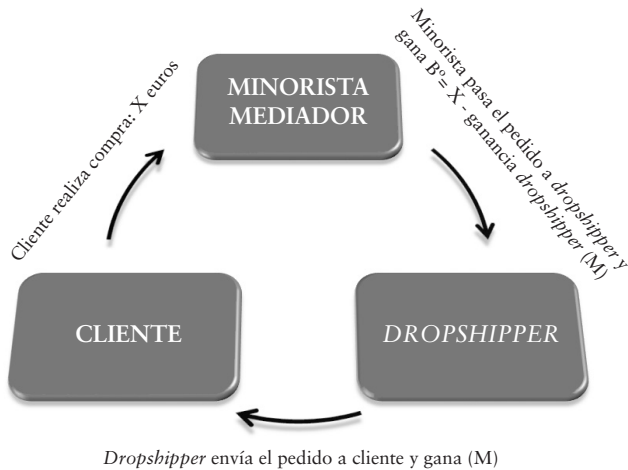 Cliente realiza compra: X euros
MINORISTA
MEDIADOR
Minorista pasa el pedido a dropshipper y
gana Bº= X - ganancia dropshipper (M)
CLIENTE
DROPSHIPPER
Dropshipper envía el pedido a cliente y gana (M)